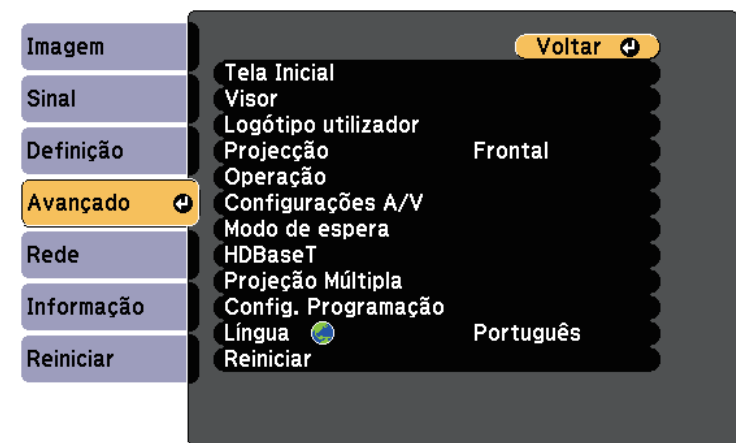 Imagem
Sinal
Definição
Avançado
Rede
Informação
Reiniciar
Voltar
Tela Inicial
Visor
Logótipo utilizador
Projecção Frontal
Operação
Configurações A/V
Modo de espera
HDBaseT
Projeção Múltipla
Config. Programação
Língua Português
Reiniciar